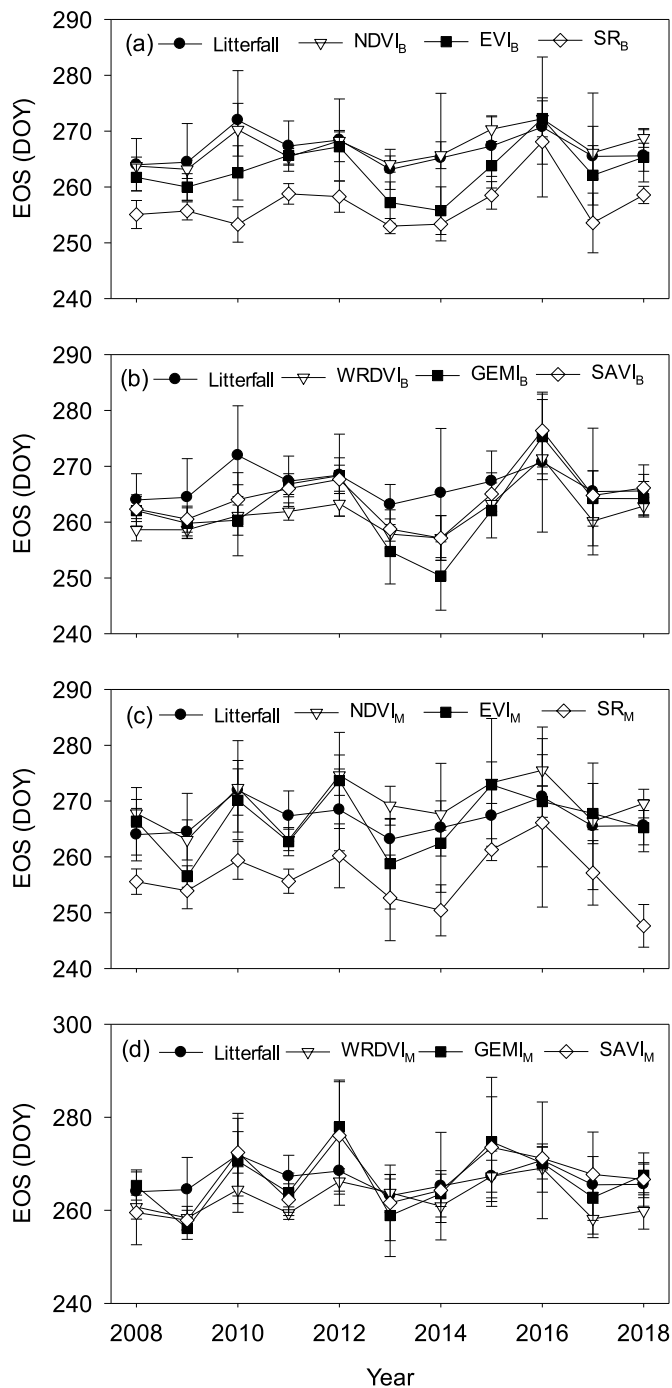 (a) Litterfall NDVI_B EVI_B SR_B
EOS (DOY)
290
280
270
260
250
240
(b) Litterfall WRDVI_B GEMI_B SAVI_B
EOS (DOY)
290
280
270
260
250
240
(c) Litterfall NDVI_M EVI_M SR_M
EOS (DOY)
290
280
270
260
250
240
(d) Litterfall WRDVI_M GEMI_M SAVI_M
EOS (DOY)
300
280
260
240
2008 2010 2012 2014 2016 2018
Year